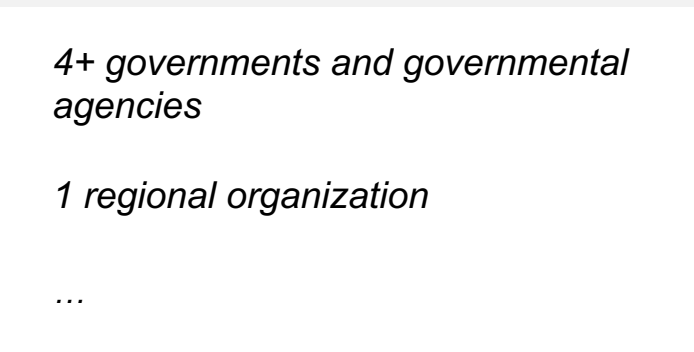 4+ governments and governmental
agencies
1 regional organization
...